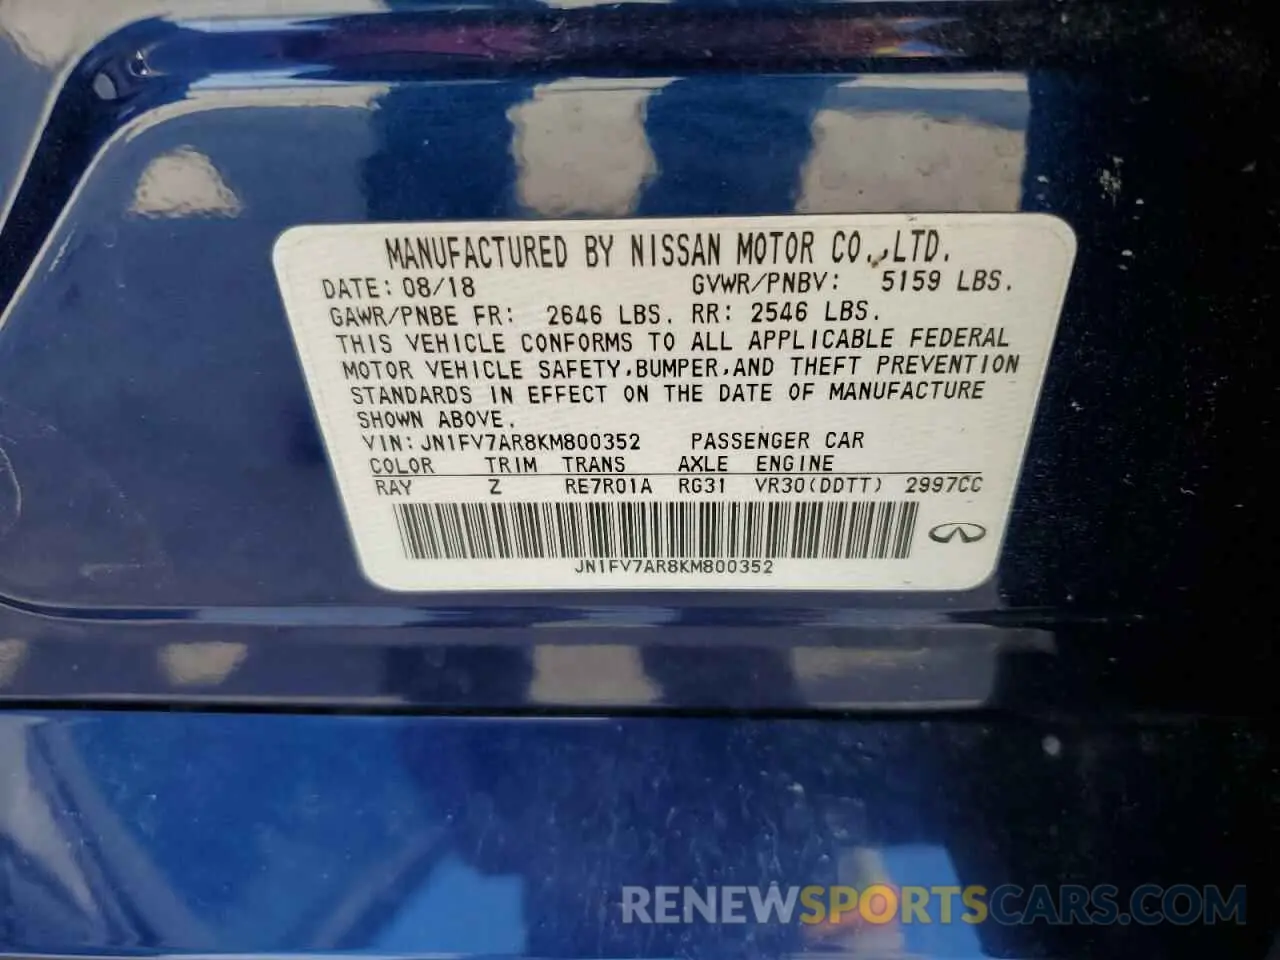 MANUFACTURED BY NISSAN MOTOR CO.,LTD.
DATE: 08/18 GVWR/PNBV: 5159 LBS.
GAWR/PNBE FR: 2646 LBS. RR: 2546 LBS.
THIS VEHICLE CONFORMS TO ALL APPLICABLE FEDERAL
MOTOR VEHICLE SAFETY,BUMPER,AND THEFT PREVENTION
STANDARDS IN EFFECT ON THE DATE OF MANUFACTURE
SHOWN ABOVE.
VIN: JN1FV7AR8KM800352 PASSENGER CAR
COLOR TRIM TRANS AXLE ENGINE
RAY Z RE7R01A RG31 VR30(DDTT) 2997CC
JN1FV7AR8KM800352
RENEWSPORTSCARS.COM